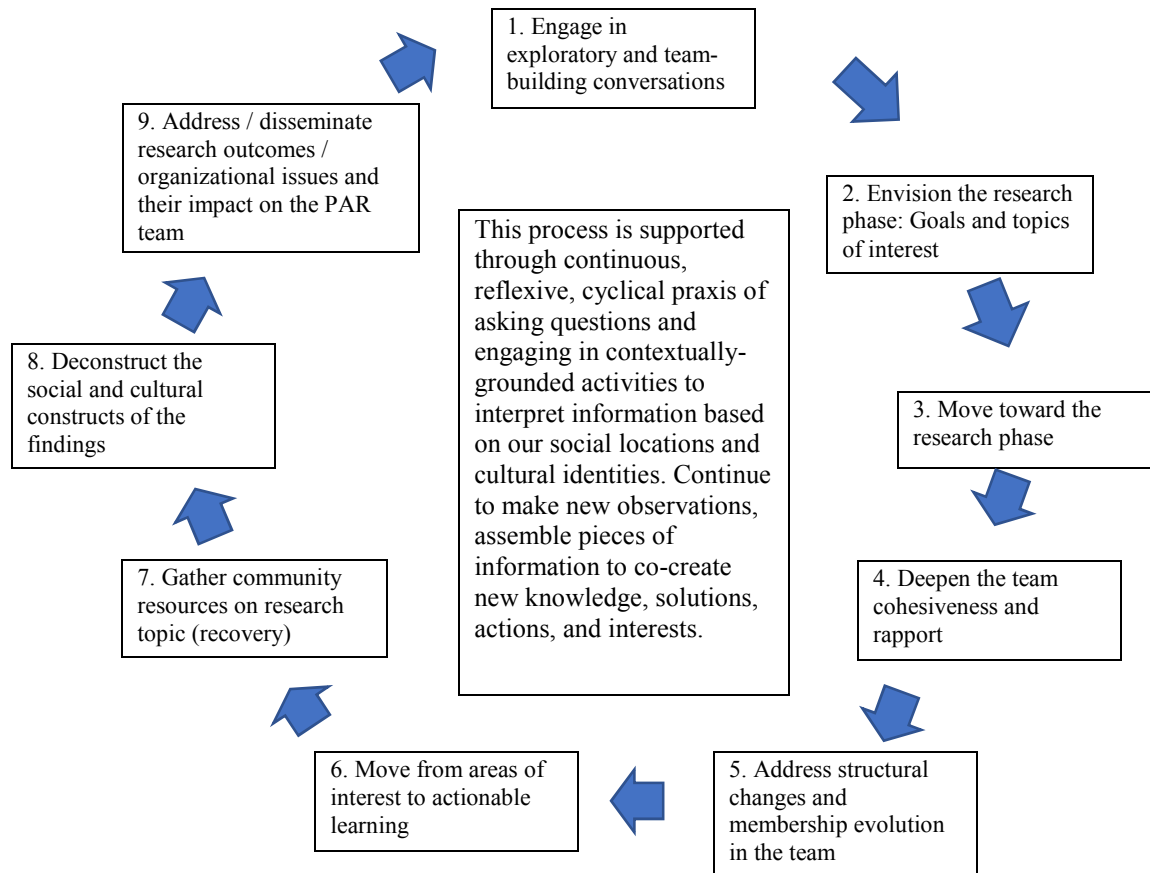 1. Engage in
exploratory and team-
building conversations
2. Envision the research
phase: Goals and topics
of interest
3. Move toward the
research phase
4. Deepen the team
cohesiveness and
rapport
5. Address structural
changes and
membership evolution
in the team
6. Move from areas of
interest to actionable
learning
7. Gather community
resources on research
topic (recovery)
8. Deconstruct the
social and cultural
constructs of the
findings
9. Address / disseminate
research outcomes /
organizational issues and
their impact on the PAR
team
This process is supported
through continuous,
reflexive, cyclical praxis of
asking questions and
engaging in contextually-
grounded activities to
interpret information based
on our social locations and
cultural identities. Continue
to make new observations,
assemble pieces of
information to co-create
new knowledge, solutions,
actions, and interests.